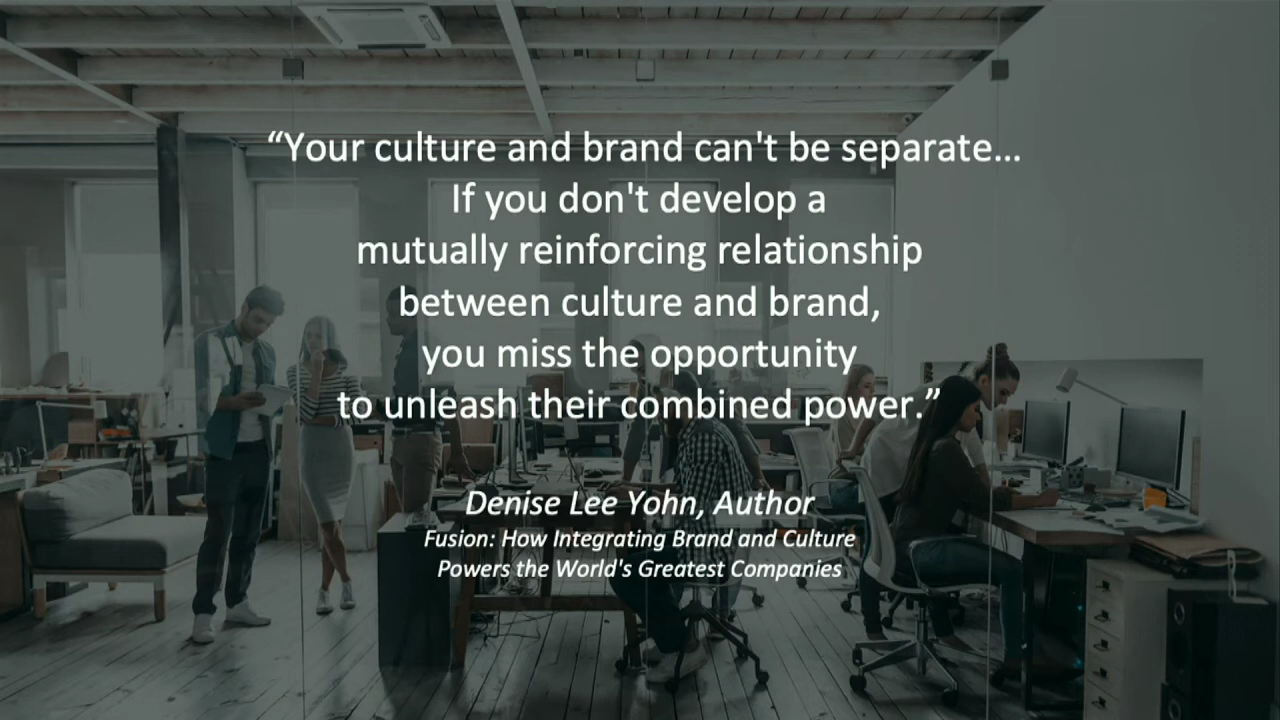 “Your culture and brand can't be separate...
If you don't develop a
mutually reinforcing relationship
between culture and brand,
you miss the opportunity
to unleash their combined power.”
Denise Lee Yohn, Author
Fusion: How Integrating Brand and Culture
Powers the World's Greatest Companies